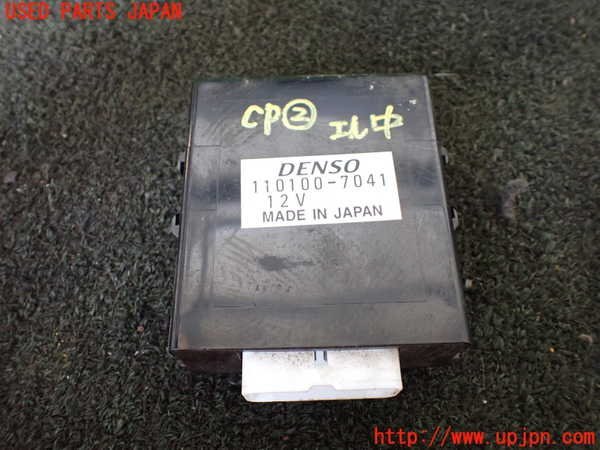 USED PARTS JAPAN
CP② エル中
DENSO
110100-7041
12V
MADE IN JAPAN
http://www.upjpn.com/